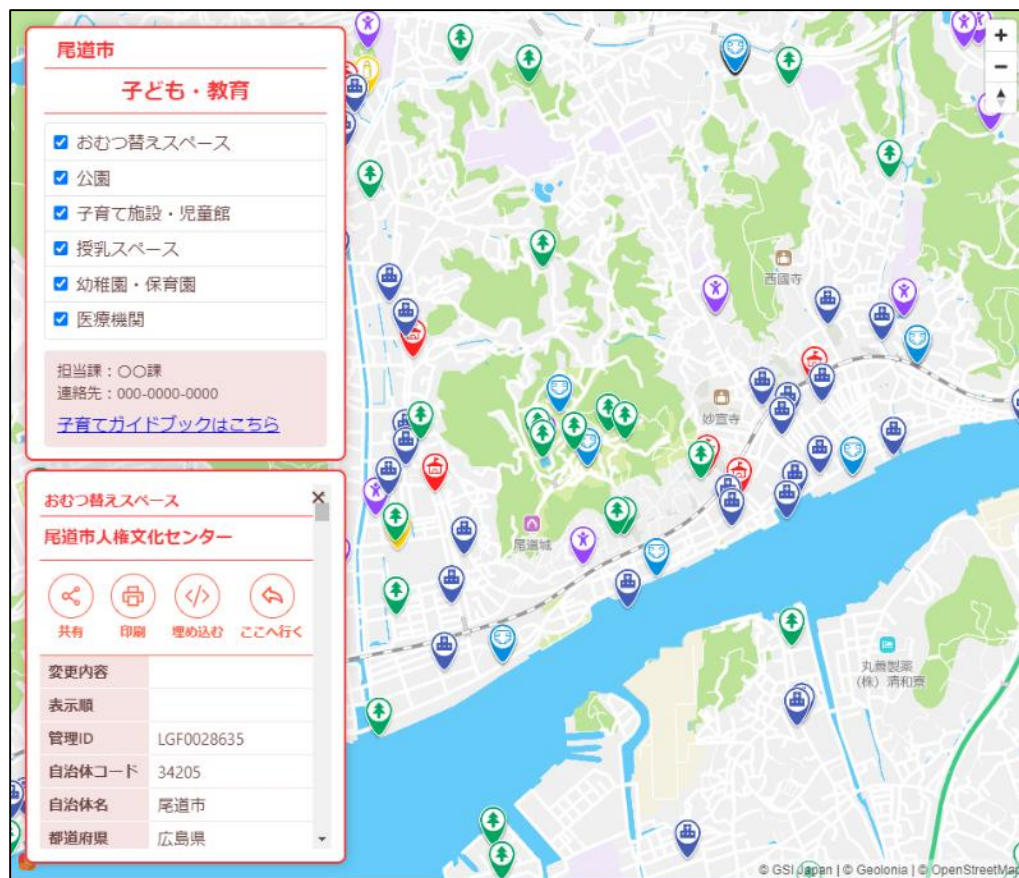 尾道市
子ども・教育
おむつ替えスペース
公園
子育て施設・児童館
授乳スペース
幼稚園・保育園
医療機関
担当課：〇〇課
連絡先：000-0000-0000
子育てガイドブックはこちら
おむつ替えスペース
尾道市人権文化センター
共有 印刷 埋め込む ここへ行く
変更内容
表示順
管理ID LGF0028635
自治体コード 34205
自治体名 尾道市
都道府県 広島県
西國寺
妙宣寺
尾道城
丸善製薬
（株）清和寮
© GSI Japan | © Geolonia | © OpenStreetMap